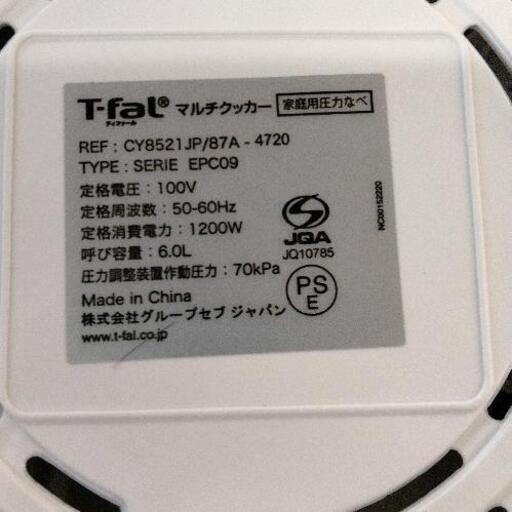 T-fal® マルチクッカー 家庭用圧力なべ
ティファール
REF : CY8521JP/87A - 4720
TYPE : SERIE EPC09
定格電圧 : 100V
定格周波数 : 50-60Hz
定格消費電力 : 1200W
呼び容量 : 6.0L
圧力調整装置作動圧力 : 70kPa
Made in China
株式会社グループセブ ジャパン
www.t-fal.co.jp
S
JQA
JQ10785
PS
E
NC00152220